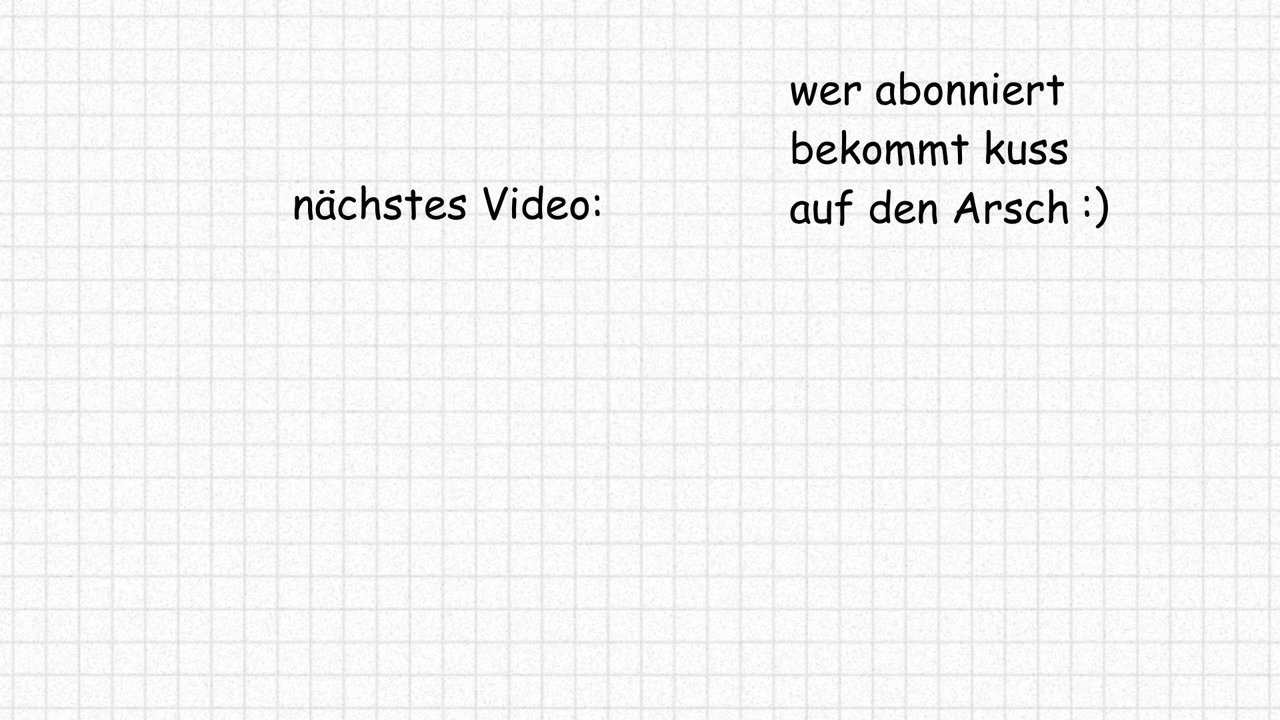 nächstes Video:
wer abonniert
bekommt kuss
auf den Arsch :)